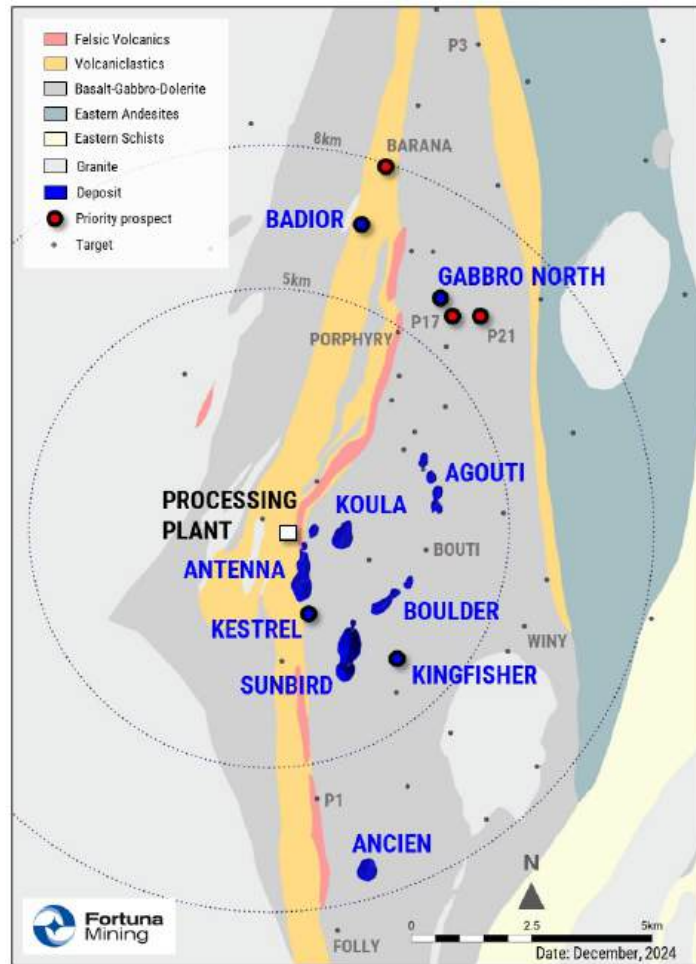 Felsic Volcanics
Volcaniclastics
Basalt-Gabbro-Dolerite
Eastern Andesites
Eastern Schists
Granite
Deposit
Priority prospect
Target
P3
8km
BARANA
BADIOR
GABBRO NORTH
5km
PORPHYRY
P17
P21
AGOUTI
PROCESSING
PLANT
KOULA
ANTENNA
BOUTI
BOULDER
KESTREL
WINY
SUNBIRD
KINGFISHER
P1
ANCIEN
N
Fortuna
Mining
FOLLY
0 2.5 5km
Date: December, 2024